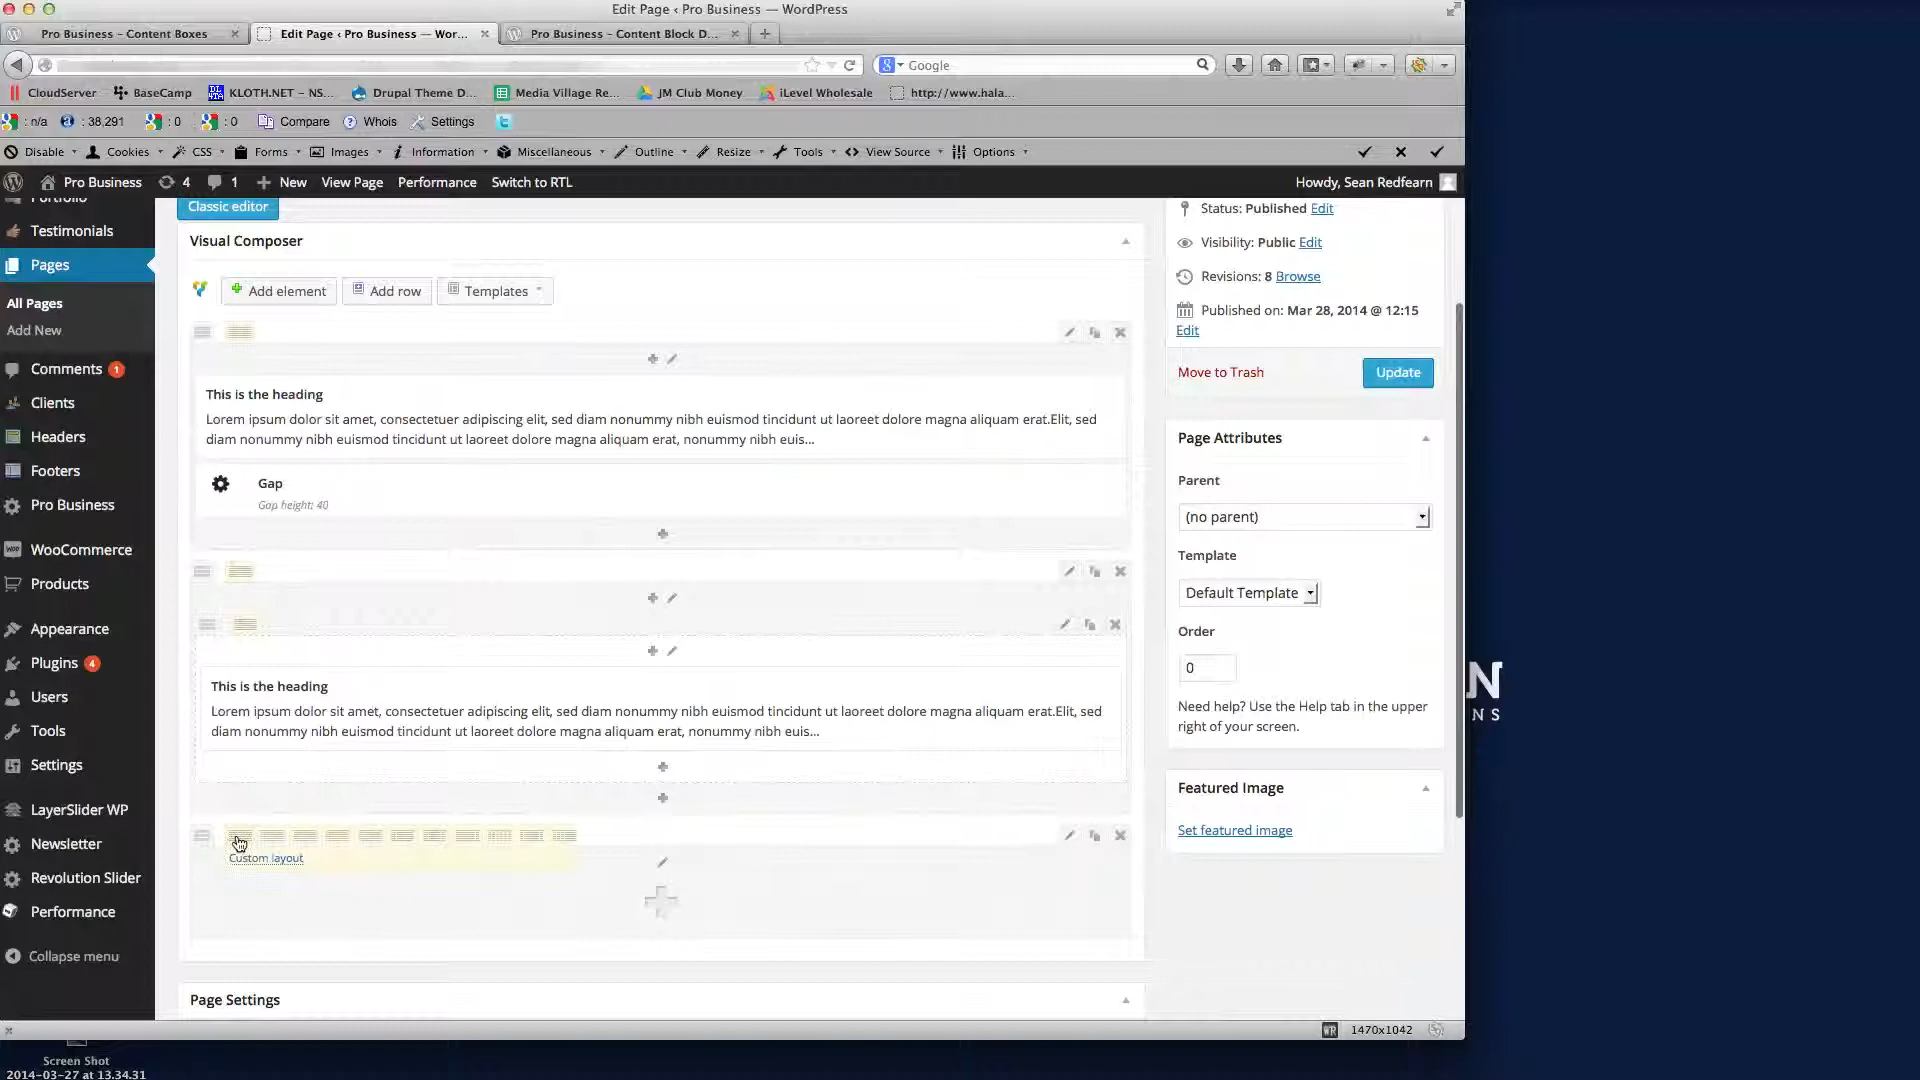 Edit Page ‹ Pro Business — WordPress
Pro Business – Content Boxes
Edit Page ‹ Pro Business — Wor...
Pro Business – Content Block D...
Google
CloudServer
BaseCamp
KLOTH.NET – NS...
Drupal Theme D...
Media Village Re...
JM Club Money
iLevel Wholesale
http://www.hala...
: n/a
: 38,291
: 0
: 0
Compare
Whois
Settings
Disable
Cookies
CSS
Forms
Images
Information
Miscellaneous
Outline
Resize
Tools
View Source
Options
Pro Business
4
1
New
View Page
Performance
Switch to RTL
Howdy, Sean Redfearn
Portfolio
Testimonials
Pages
All Pages
Add New
Comments 1
Clients
Headers
Footers
Pro Business
WooCommerce
Products
Appearance
Plugins 4
Users
Tools
Settings
LayerSlider WP
Newsletter
Revolution Slider
Performance
Collapse menu
Classic editor
Visual Composer
Add element
Add row
Templates
This is the heading
Lorem ipsum dolor sit amet, consectetuer adipiscing elit, sed diam nonummy nibh euismod tincidunt ut laoreet dolore magna aliquam erat.Elit, sed
diam nonummy nibh euismod tincidunt ut laoreet dolore magna aliquam erat, nonummy nibh euis...
Gap
Gap height: 40
This is the heading
Lorem ipsum dolor sit amet, consectetuer adipiscing elit, sed diam nonummy nibh euismod tincidunt ut laoreet dolore magna aliquam erat.Elit, sed
diam nonummy nibh euismod tincidunt ut laoreet dolore magna aliquam erat, nonummy nibh euis...
Custom layout
Page Settings
Status: Published Edit
Visibility: Public Edit
Revisions: 8 Browse
Published on: Mar 28, 2014 @ 12:15
Edit
Move to Trash
Update
Page Attributes
Parent
(no parent)
Template
Default Template
Order
0
Need help? Use the Help tab in the upper
right of your screen.
Featured Image
Set featured image
WR
1470x1042
N
N S
Screen Shot
2014-03-27 at 13.34.31